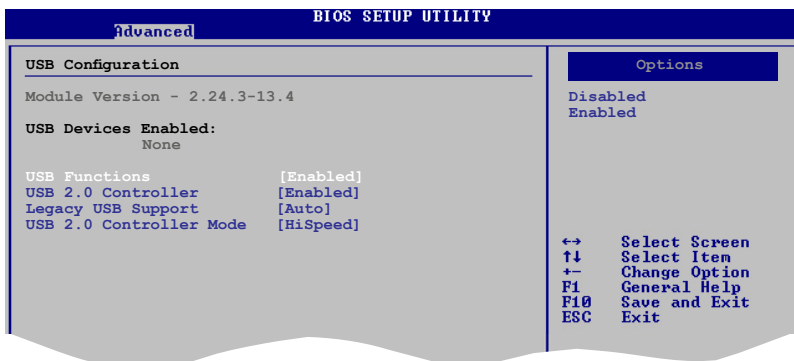 BIOS SETUP UTILITY
Advanced
USB Configuration
Module Version - 2.24.3-13.4
USB Devices Enabled:
None
USB Functions [Enabled]
USB 2.0 Controller [Enabled]
Legacy USB Support [Auto]
USB 2.0 Controller Mode [HiSpeed]
Options
Disabled
Enabled
↔ Select Screen
↑↓ Select Item
+- Change Option
F1 General Help
F10 Save and Exit
ESC Exit